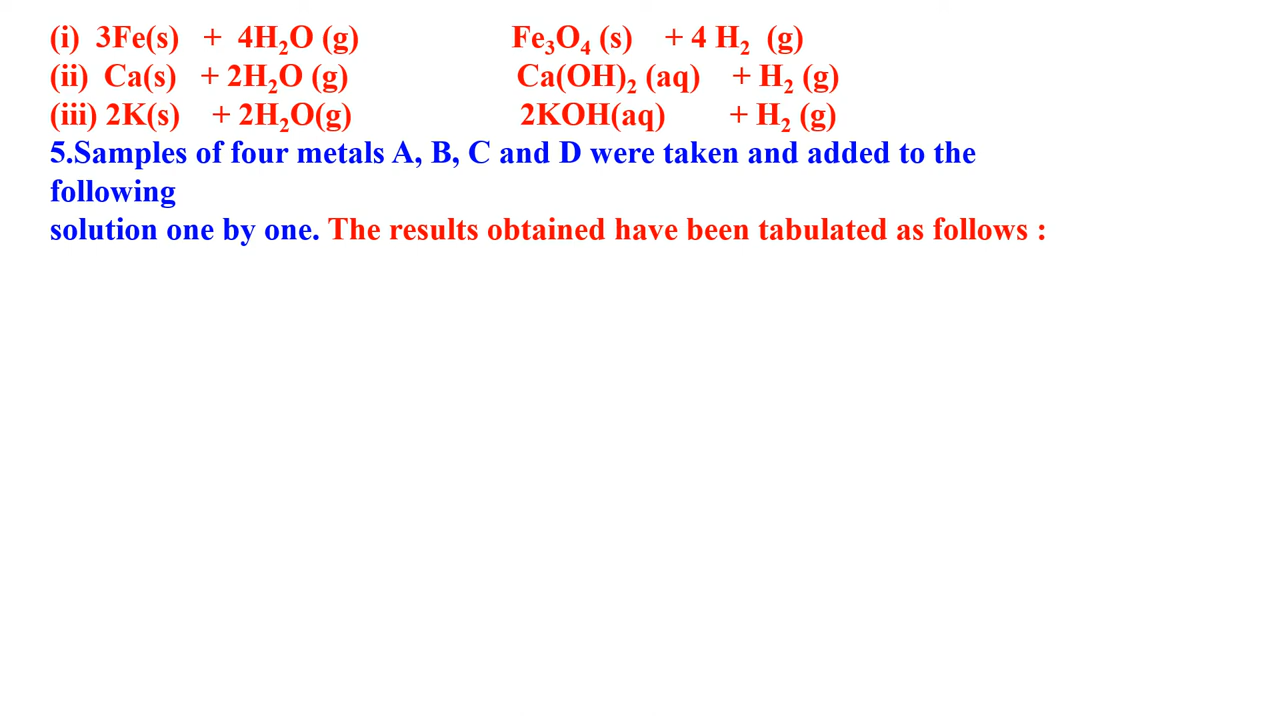 (i) 3Fe(s) + 4H₂O (g) Fe₃O₄ (s) + 4 H₂ (g)
(ii) Ca(s) + 2H₂O (g) Ca(OH)₂ (aq) + H₂ (g)
(iii) 2K(s) + 2H₂O(g) 2KOH(aq) + H₂ (g)
5.Samples of four metals A, B, C and D were taken and added to the
following
solution one by one. The results obtained have been tabulated as follows :